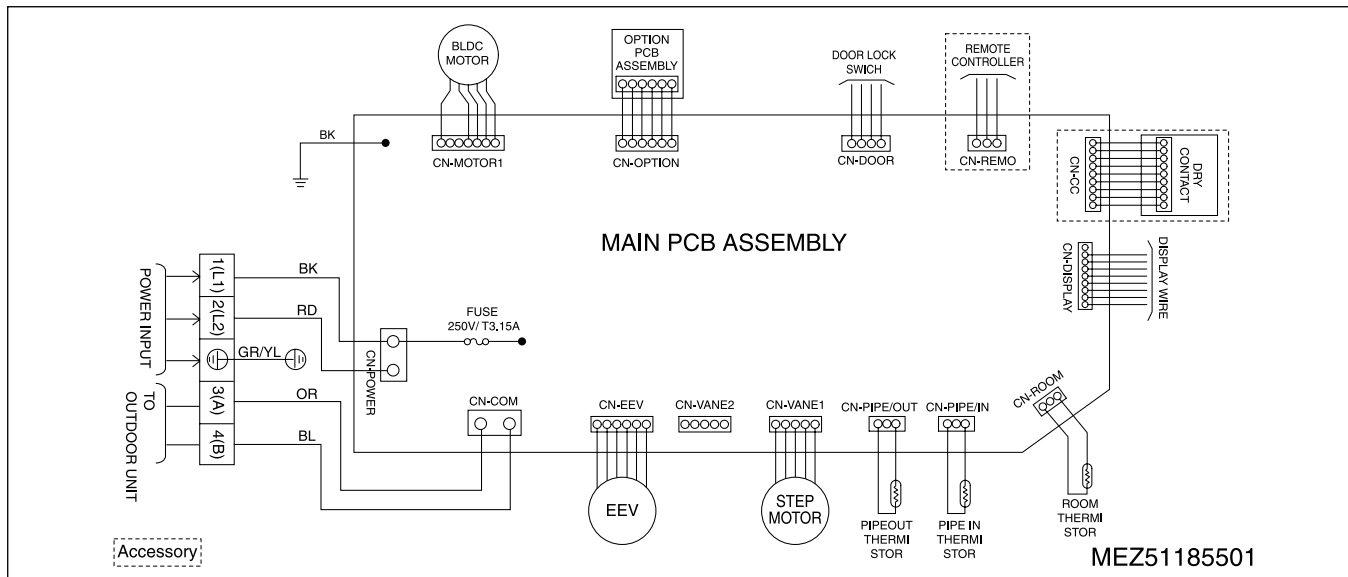 BLDC
MOTOR
OPTION
PCB
ASSEMBLY
DOOR LOCK
SWICH
REMOTE
CONTROLLER
BK
CN-MOTOR1
CN-OPTION
CN-DOOR
CN-REMO
CN-CC
DRY
CONTACT
MAIN PCB ASSEMBLY
CN-DISPLAY
DISPLAY WIRE
POWER INPUT
1(L1)
BK
2(L2)
RD
GR/YL
FUSE
250V/ T3.15A
CN-POWER
TO
OUTDOOR UNIT
3(A)
OR
4(B)
BL
CN-COM
CN-EEV
CN-VANE2
CN-VANE1
CN-PIPE/OUT
CN-PIPE/IN
CN-ROOM
EEV
STEP
MOTOR
PIPEOUT
THERMI
STOR
PIPE IN
THERMI
STOR
ROOM
THERMI
STOR
Accessory
MEZ51185501